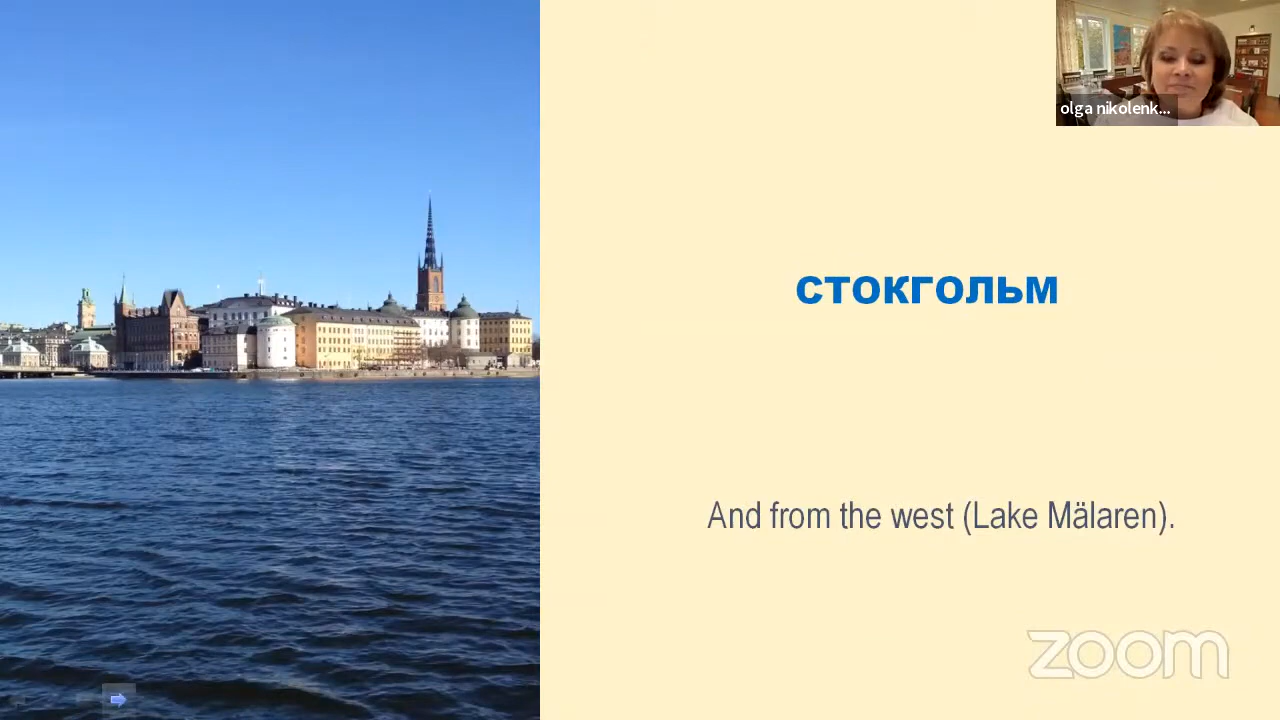 olga nikolenk...
СТОКГОЛЬМ
And from the west (Lake Mälaren).
zoom